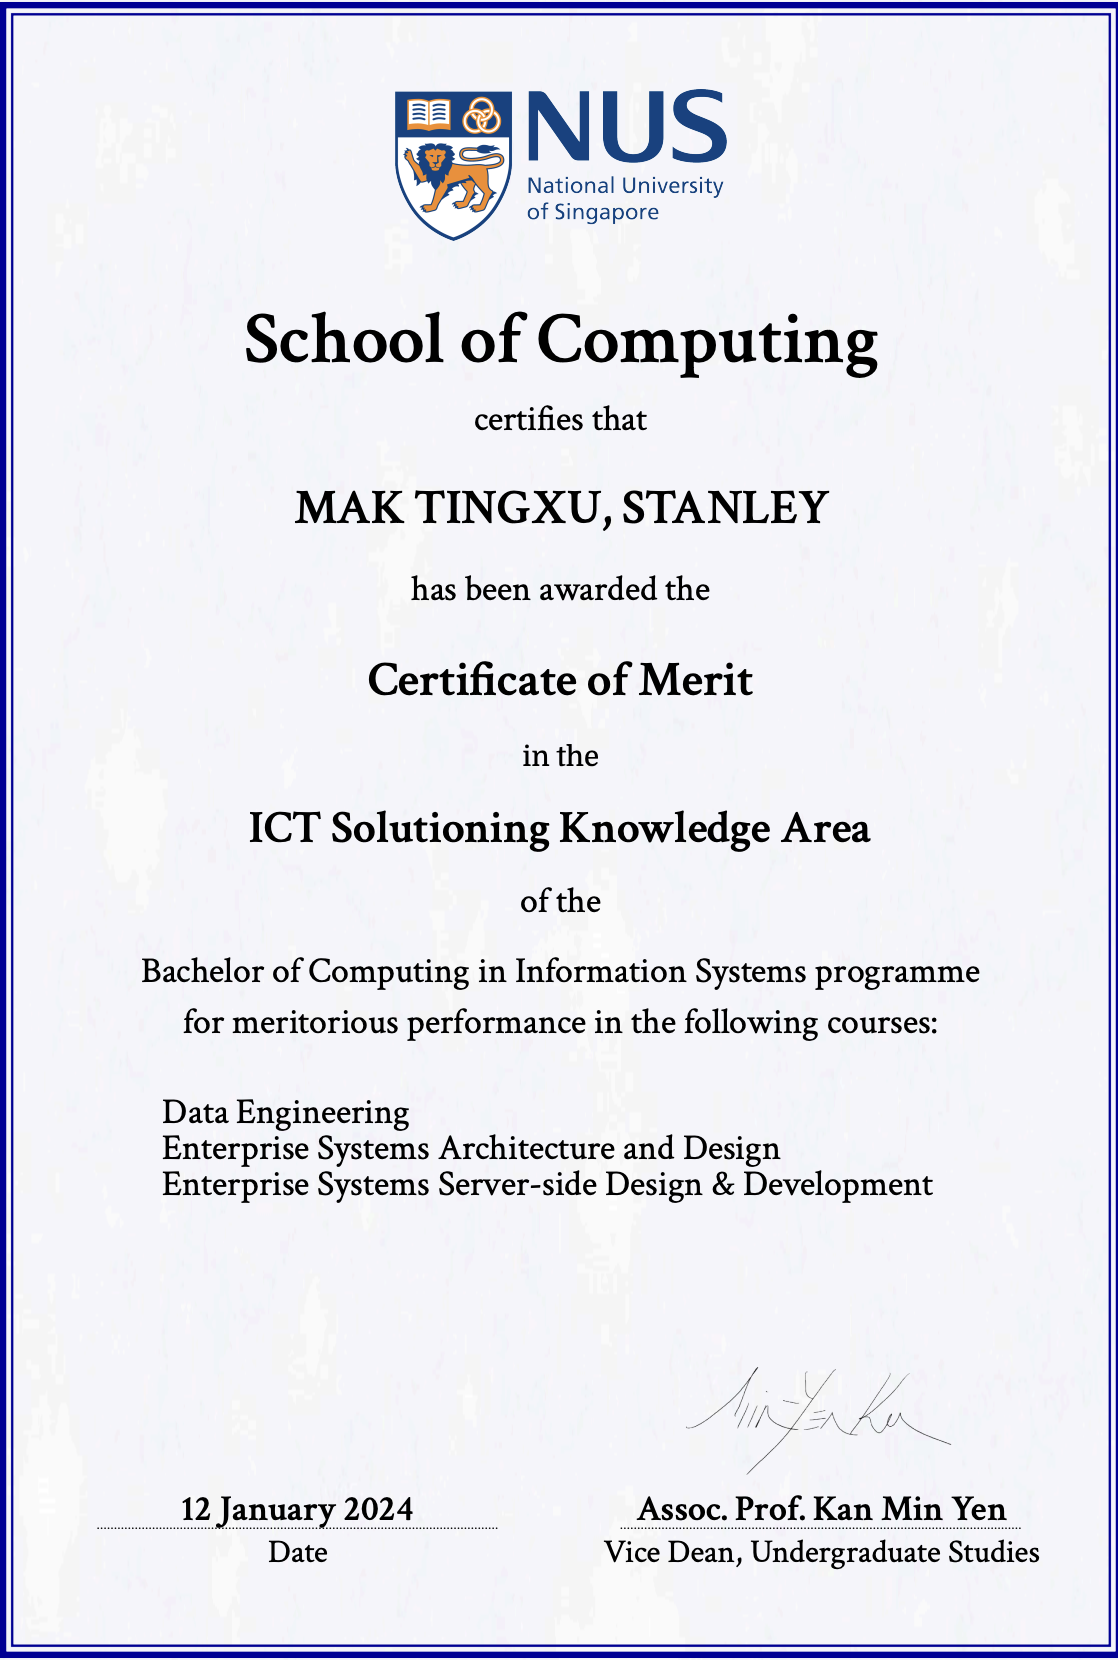 NUS
National University
of Singapore
School of Computing
certifies that
MAK TINGXU, STANLEY
has been awarded the
Certificate of Merit
in the
ICT Solutioning Knowledge Area
of the
Bachelor of Computing in Information Systems programme
for meritorious performance in the following courses:
Data Engineering
Enterprise Systems Architecture and Design
Enterprise Systems Server-side Design & Development
Min-Yen Kan
12 January 2024
Date
Assoc. Prof. Kan Min Yen
Vice Dean, Undergraduate Studies